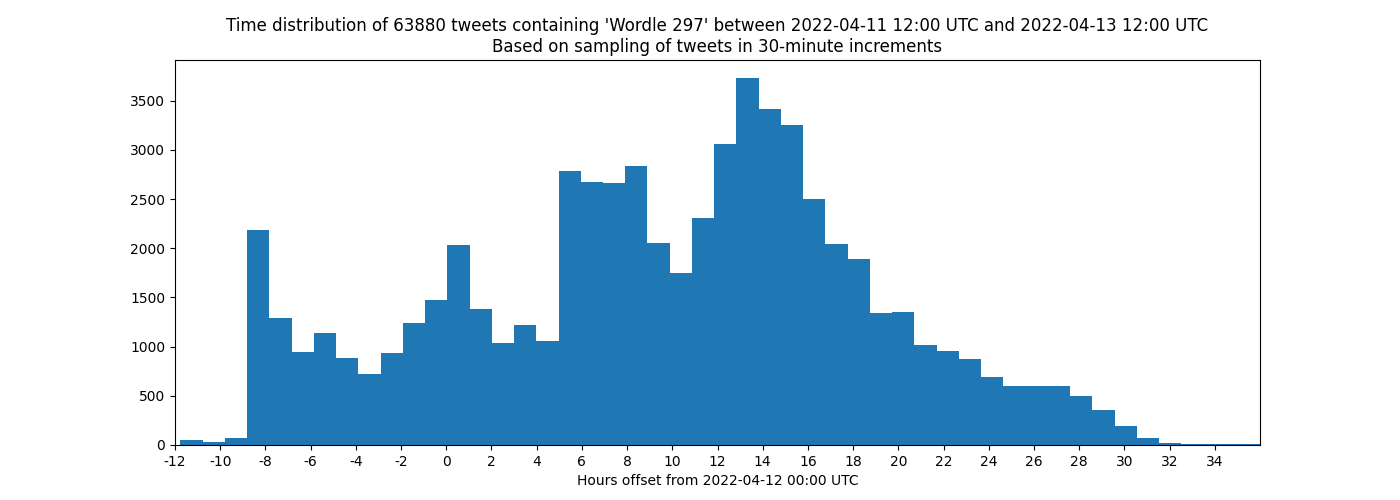 Time distribution of 63880 tweets containing 'Wordle 297' between 2022-04-11 12:00 UTC and 2022-04-13 12:00 UTC
Based on sampling of tweets in 30-minute increments
3500
3000
2500
2000
1500
1000
500
0
-12 -10 -8 -6 -4 -2 0 2 4 6 8 10 12 14 16 18 20 22 24 26 28 30 32 34
Hours offset from 2022-04-12 00:00 UTC